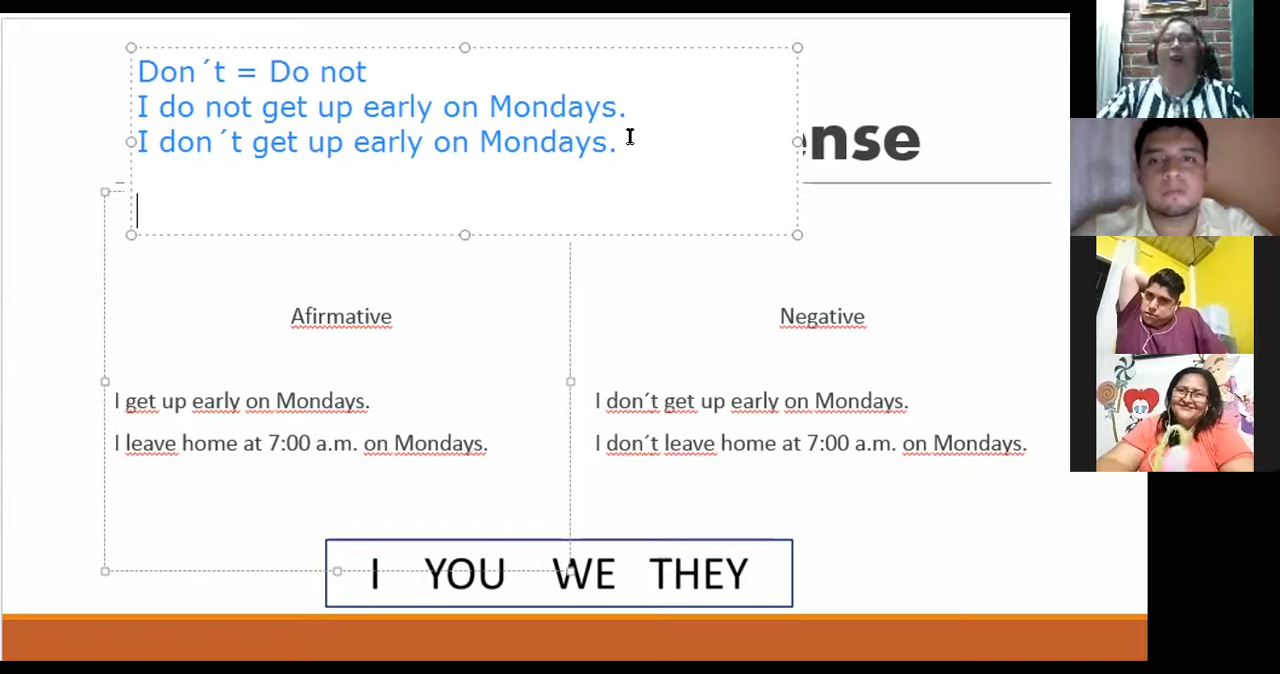 Don´t = Do not
I do not get up early on Mondays.
I don´t get up early on Mondays.
ense
Afirmative
Negative
I get up early on Mondays.
I don´t get up early on Mondays.
I leave home at 7:00 a.m. on Mondays.
I don´t leave home at 7:00 a.m. on Mondays.
I YOU WE THEY